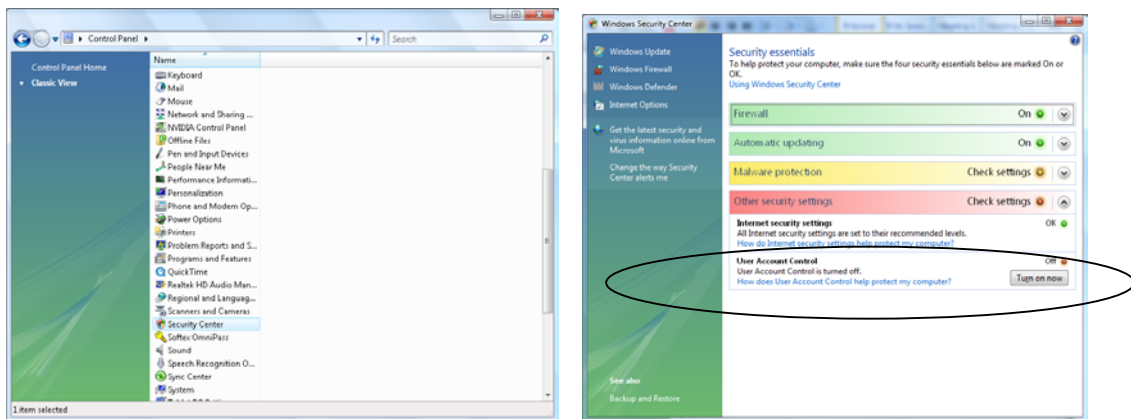 Control Panel
Search
Control Panel Home
Classic View
Name
Keyboard
Mail
Mouse
Network and Sharing ...
NVIDIA Control Panel
Offline Files
Pen and Input Devices
People Near Me
Performance Informati...
Personalization
Phone and Modem Op...
Power Options
Printers
Problem Reports and S...
Programs and Features
QuickTime
Realtek HD Audio Man...
Regional and Languag...
Scanners and Cameras
Security Center
Softex OmniPass
Sound
Speech Recognition O...
Sync Center
System
1 item selected
Windows Security Center
Windows Update
Windows Firewall
Windows Defender
Internet Options
Get the latest security and
virus information online from
Microsoft
Change the way Security
Center alerts me
See also
Backup and Restore
Security essentials
To help protect your computer, make sure the four security essentials below are marked On or
OK.
Using Windows Security Center
Firewall On
Automatic updating On
Malware protection Check settings
Other security settings Check settings
Internet security settings OK
All Internet security settings are set to their recommended levels.
How do Internet security settings help protect my computer?
User Account Control Off
User Account Control is turned off.
How does User Account Control help protect my computer?
Turn on now